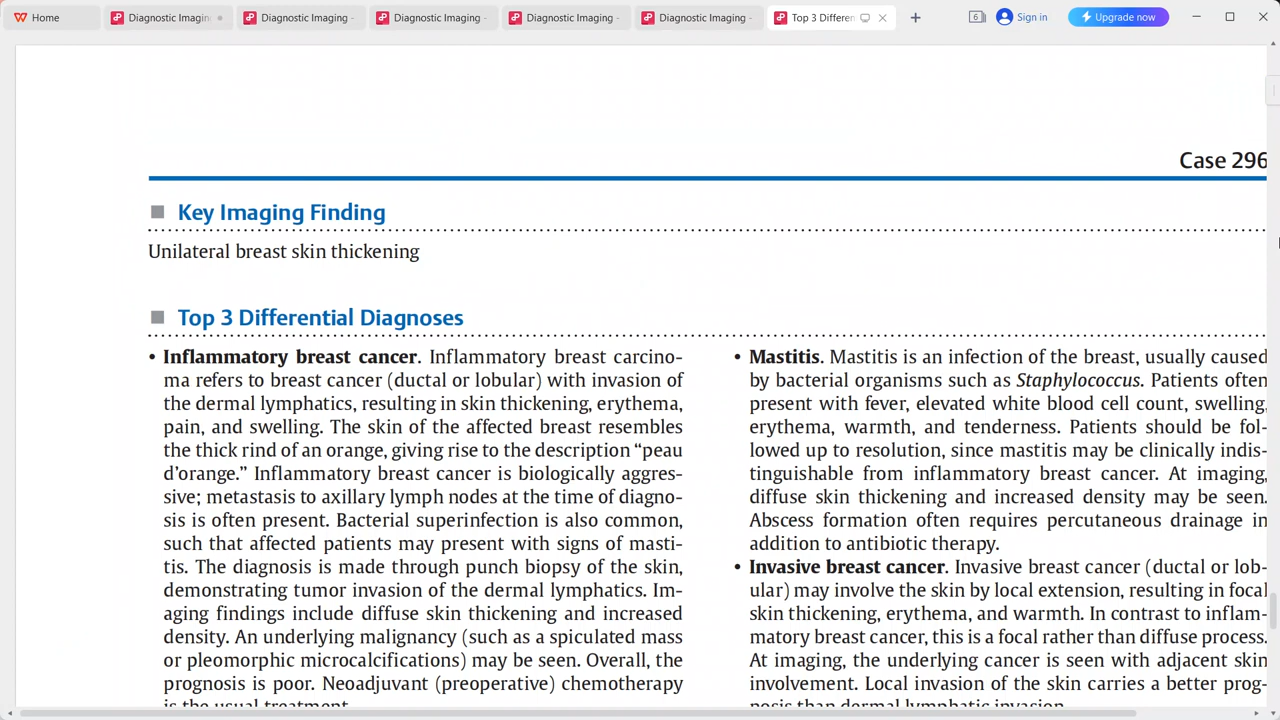 Home
Diagnostic Imaging
Diagnostic Imaging -
Diagnostic Imaging -
Diagnostic Imaging -
Diagnostic Imaging -
Top 3 Differen
6
Sign in
Upgrade now
Case 296
Key Imaging Finding
Unilateral breast skin thickening
Top 3 Differential Diagnoses
• Inflammatory breast cancer. Inflammatory breast carcino-
ma refers to breast cancer (ductal or lobular) with invasion of
the dermal lymphatics, resulting in skin thickening, erythema,
pain, and swelling. The skin of the affected breast resembles
the thick rind of an orange, giving rise to the description “peau
d’orange.” Inflammatory breast cancer is biologically aggres-
sive; metastasis to axillary lymph nodes at the time of diagno-
sis is often present. Bacterial superinfection is also common,
such that affected patients may present with signs of masti-
tis. The diagnosis is made through punch biopsy of the skin,
demonstrating tumor invasion of the dermal lymphatics. Im-
aging findings include diffuse skin thickening and increased
density. An underlying malignancy (such as a spiculated mass
or pleomorphic microcalcifications) may be seen. Overall, the
prognosis is poor. Neoadjuvant (preoperative) chemotherapy
is the usual treatment.
• Mastitis. Mastitis is an infection of the breast, usually caused
by bacterial organisms such as Staphylococcus. Patients often
present with fever, elevated white blood cell count, swelling,
erythema, warmth, and tenderness. Patients should be fol-
lowed up to resolution, since mastitis may be clinically indis-
tinguishable from inflammatory breast cancer. At imaging,
diffuse skin thickening and increased density may be seen.
Abscess formation often requires percutaneous drainage in
addition to antibiotic therapy.
• Invasive breast cancer. Invasive breast cancer (ductal or lob-
ular) may involve the skin by local extension, resulting in focal
skin thickening, erythema, and warmth. In contrast to inflam-
matory breast cancer, this is a focal rather than diffuse process.
At imaging, the underlying cancer is seen with adjacent skin
involvement. Local invasion of the skin carries a better prog-
nosis than dermal lymphatic invasion.